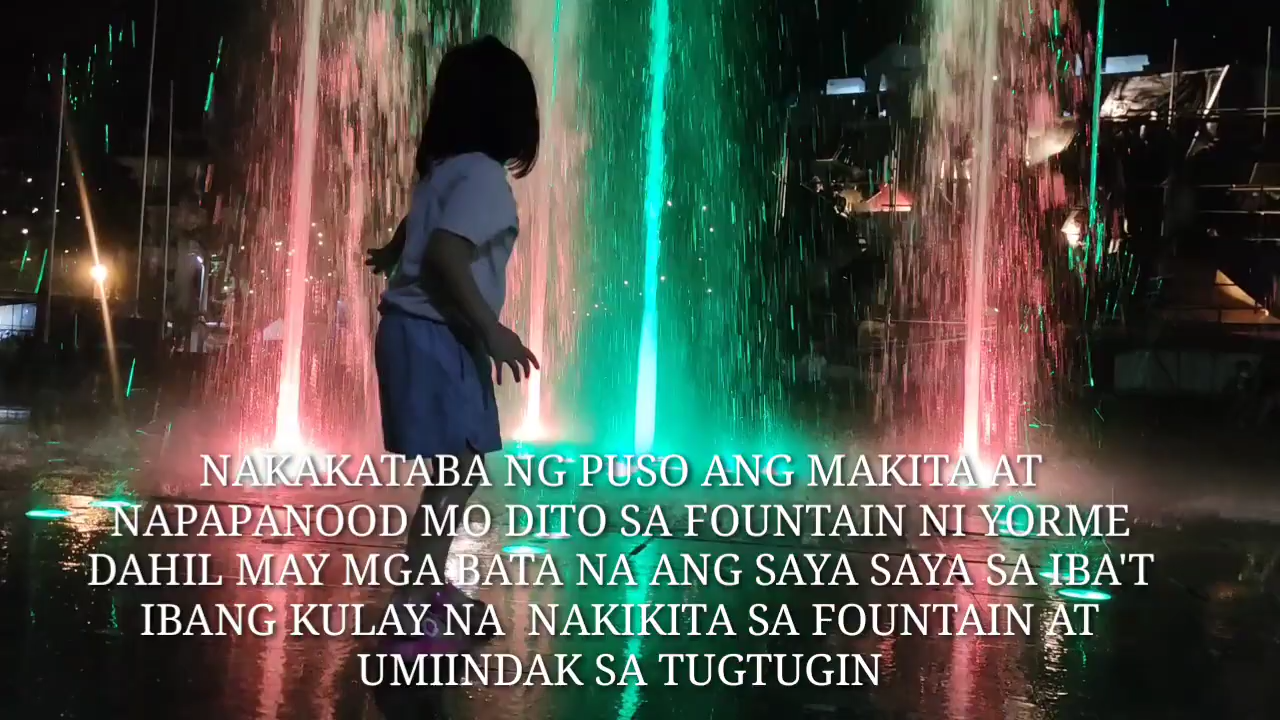 NAKAKATABA NG PUSO ANG MAKITA AT
NAPAPANOOD MO DITO SA FOUNTAIN NI YORME
DAHIL MAY MGA BATA NA ANG SAYA SAYA SA IBA'T
IBANG KULAY NA NAKIKITA SA FOUNTAIN AT
UMIINDAK SA TUGTUGIN